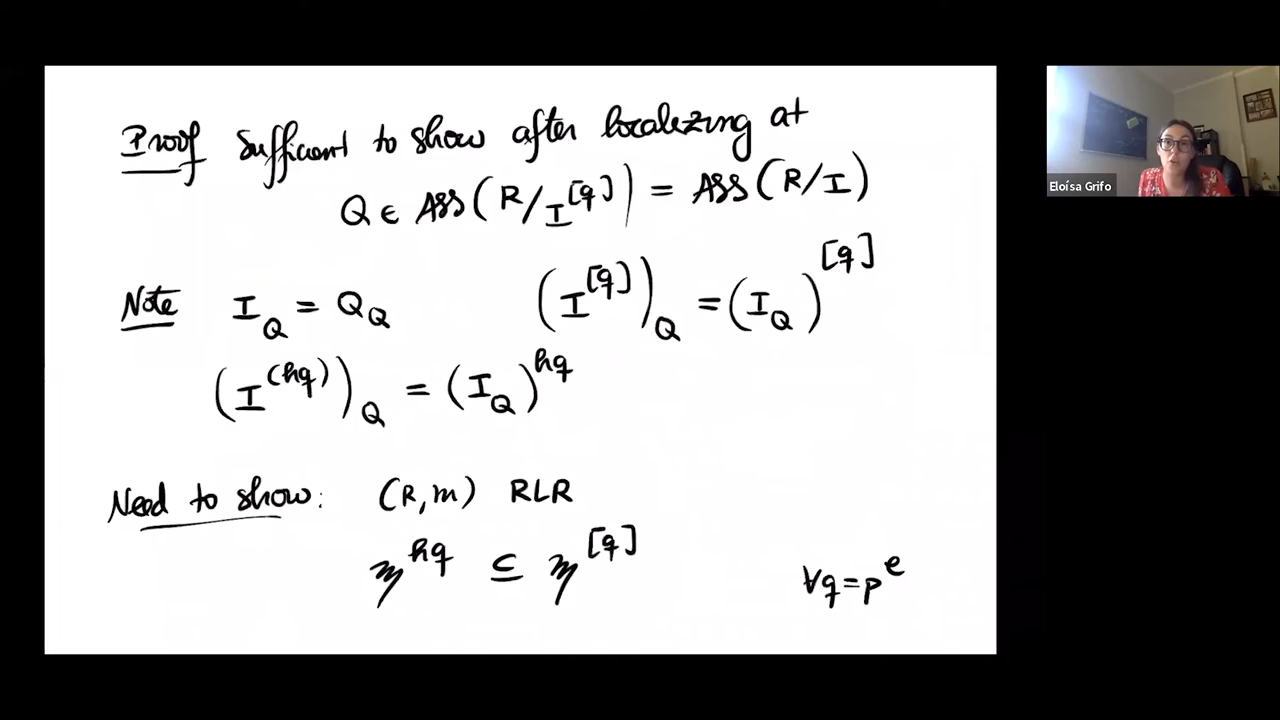 Proof Sufficient to show after localizing at
Q ∈ Ass(R/I^[q]) = Ass(R/I)
Note I_Q = Q_Q (I^[q])_Q = (I_Q)^[q]
(I^(hq))_Q = (I_Q)^hq
Need to show: (R,m) RLR
m^hq ⊆ m^[q] ∀q=p^e
Eloísa Grifo